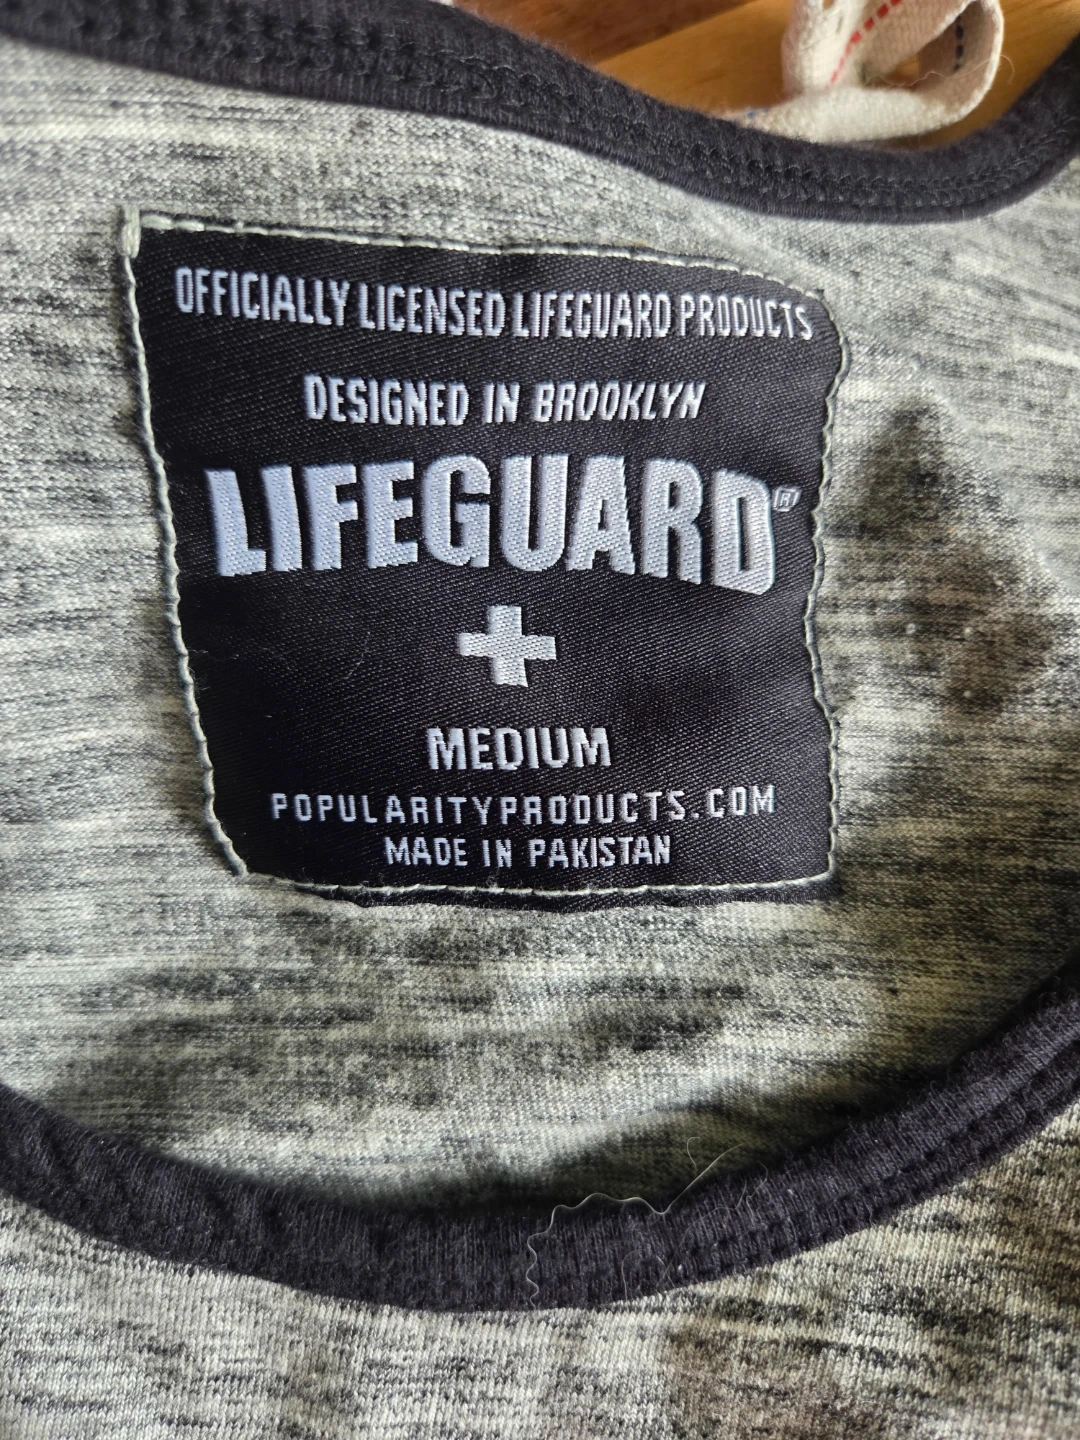 OFFICIALLY LICENSED LIFEGUARD PRODUCTS
DESIGNED IN BROOKLYN
LIFEGUARD®
MEDIUM
POPULARITYPRODUCTS.COM
MADE IN PAKISTAN